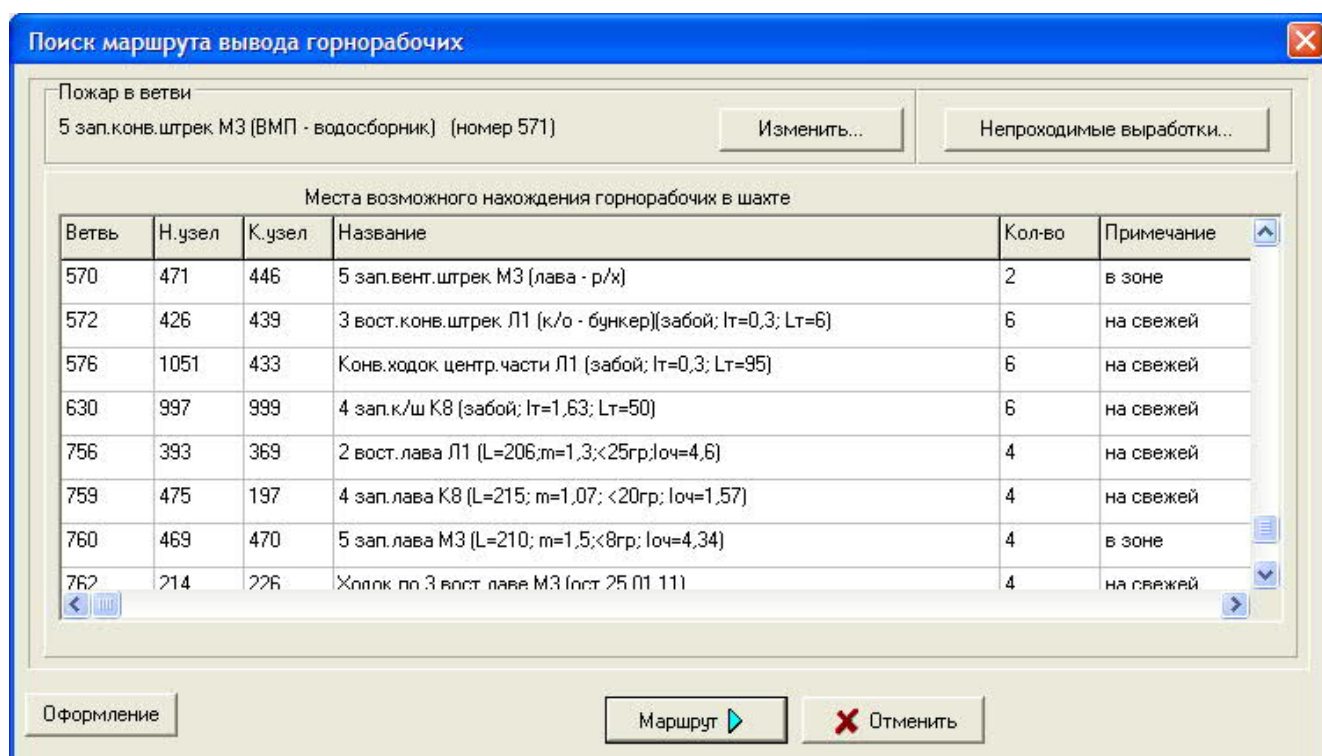 Поиск маршрута вывода горнорабочих
Пожар в ветви
5 зап.конв.штрек М3 (ВМП - водосборник) (номер 571)
Изменить...
Непроходимые выработки...
Места возможного нахождения горнорабочих в шахте
Ветвь Н.узел К.узел Название Кол-во Примечание
570 471 446 5 зап.вент.штрек М3 (лава - р/х) 2 в зоне
572 426 439 3 вост.конв.штрек Л1 (к/о - бункер)(забой; Iт=0,3; Lт=6) 6 на свежей
576 1051 433 Конв.ходок центр.части Л1 (забой; Iт=0,3; Lт=95) 6 на свежей
630 997 999 4 зап.к/ш К8 (забой; Iт=1,63; Lт=50) 6 на свежей
756 393 369 2 вост.лава Л1 (L=206;m=1,3;<25гр;Iоч=4,6) 4 на свежей
759 475 197 4 зап.лава К8 (L=215; m=1,07; <20гр; Iоч=1,57) 4 на свежей
760 469 470 5 зап.лава М3 (L=210; m=1,5;<8гр; Iоч=4,34) 4 в зоне
762 214 226 Ходок по 3 вост.лаве М3 (ост.25.01.11) 4 на свежей
Оформление
Маршрут
Отменить